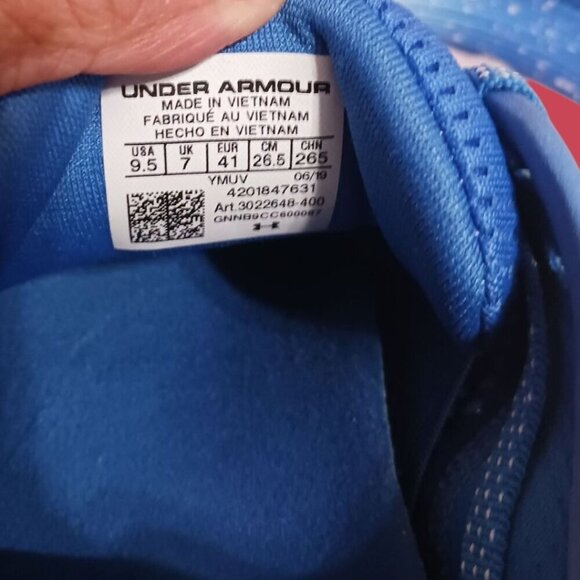 UNDER ARMOUR
MADE IN VIETNAM
FABRIQUÉ AU VIETNAM
HECHO EN VIETNAM
USA UK EUR CM CHN
9.5 7 41 26.5 265
YMUV 06/19
4201847631
Art.3022648-400
GNNB9CC600087